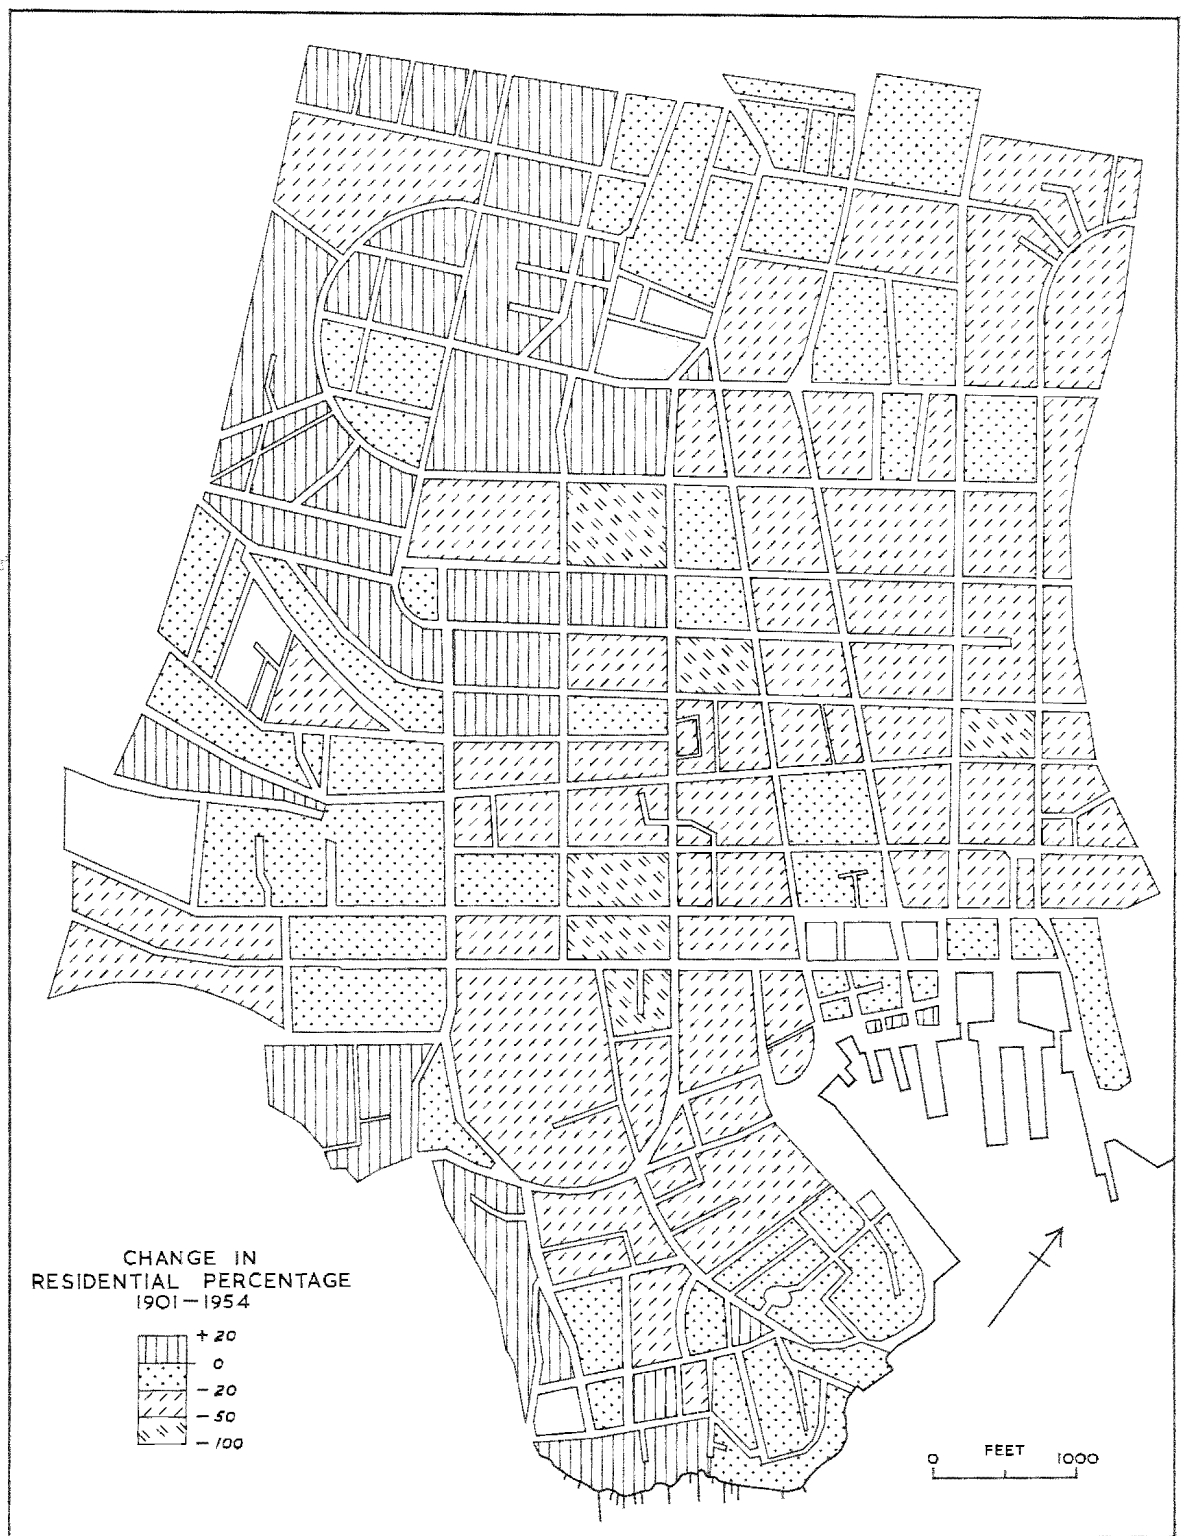 CHANGE IN
RESIDENTIAL PERCENTAGE
1901—1954
+ 20
0
— 20
— 50
— 100
0 FEET 1000